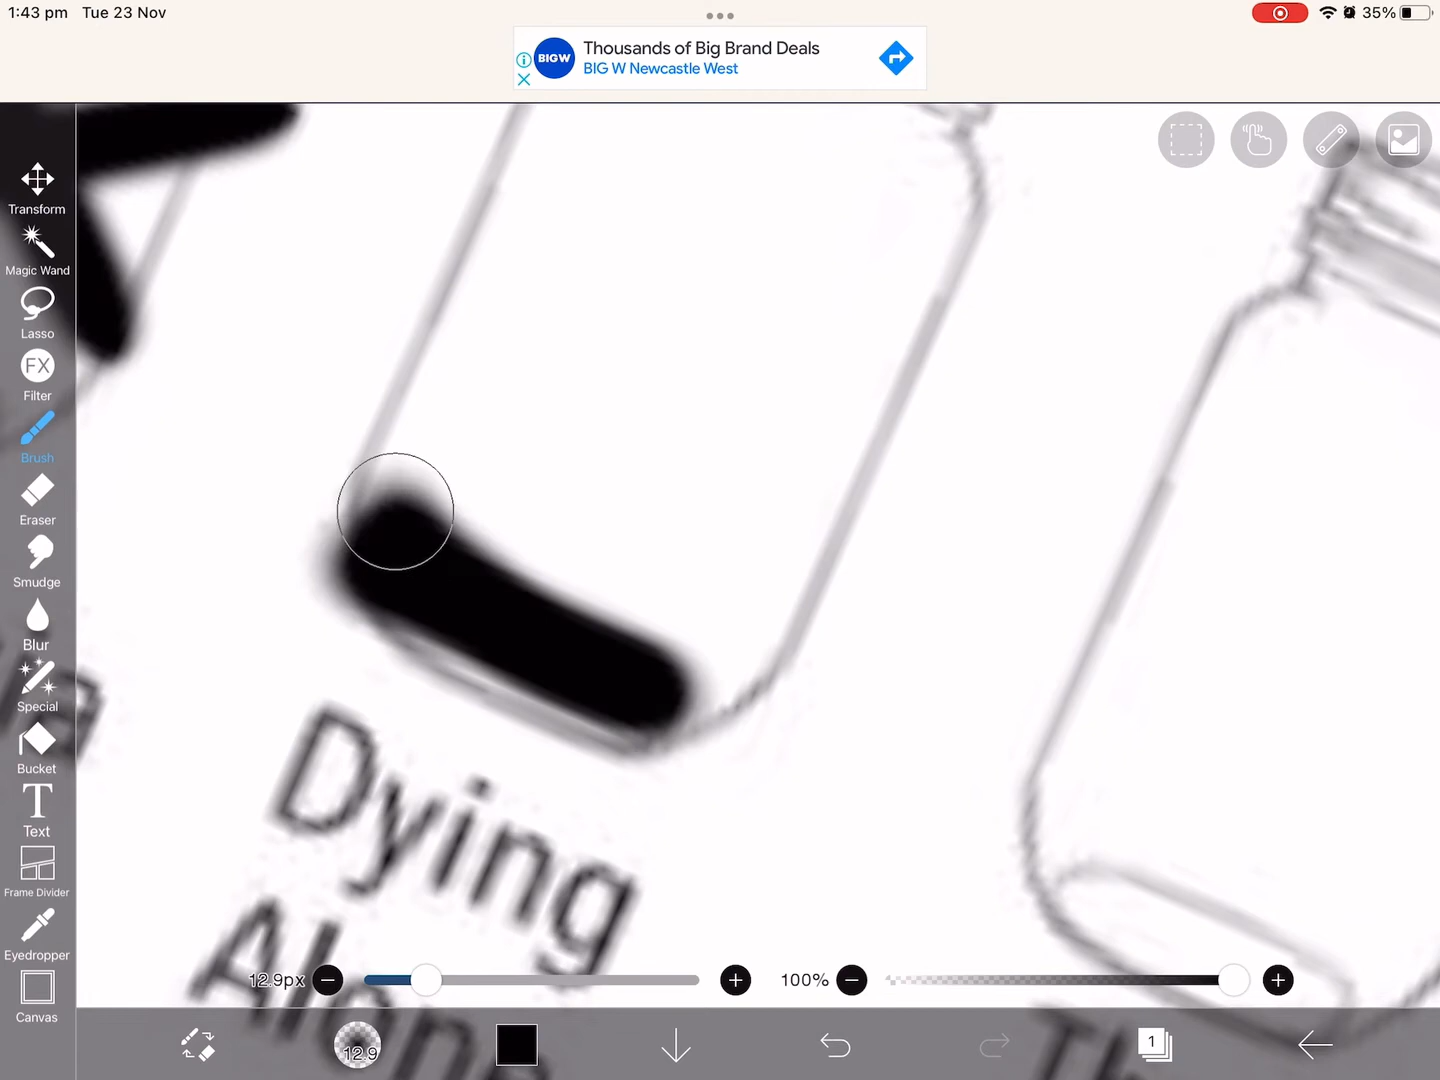 1:43 pm Tue 23 Nov
35%
BIG W
Thousands of Big Brand Deals
BIG W Newcastle West
Transform
Magic Wand
Lasso
FX
Filter
Brush
Eraser
Smudge
Blur
Special
Bucket
T
Text
Frame Divider
Eyedropper
Canvas
Dying
Alone
12.9px
100%
12.9
1